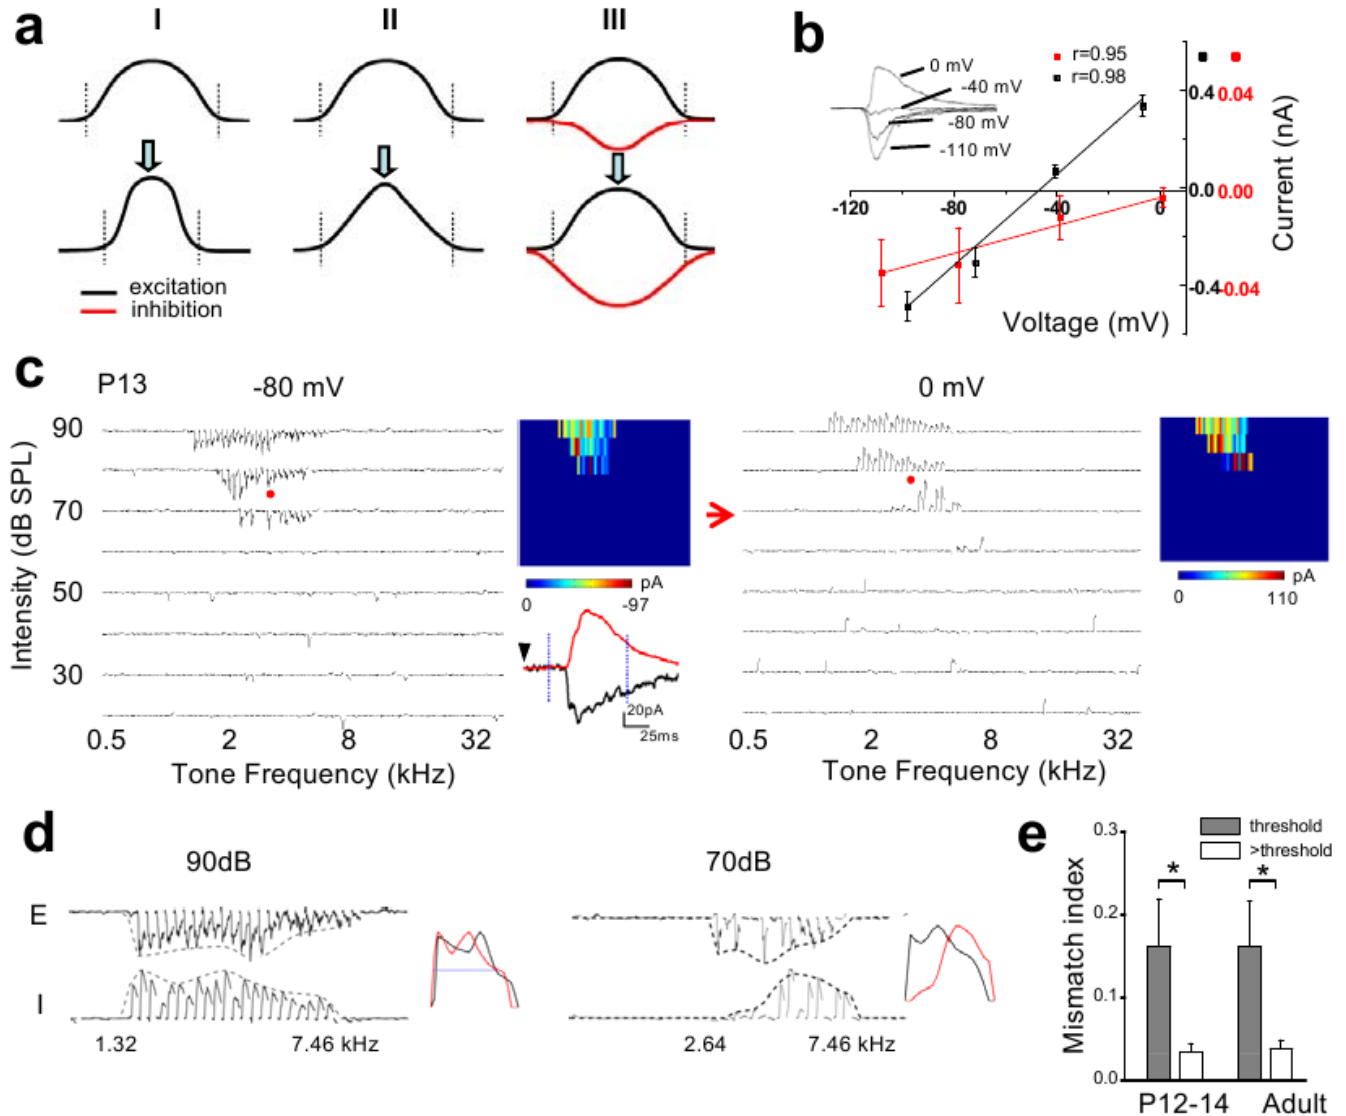 a
I II III
excitation
inhibition
b
r=0.95
r=0.98
0 mV
-40 mV
-80 mV
-110 mV
0.4 0.04
0.0 0.00
-0.4 -0.04
-120 -80 -40 0
Voltage (mV)
Current (nA)
c
P13 -80 mV 0 mV
Intensity (dB SPL)
90
70
50
30
pA
0 -97
20pA
25ms
pA
0 110
0.5 2 8 32
Tone Frequency (kHz)
0.5 2 8 32
Tone Frequency (kHz)
d
90dB 70dB
E
I
1.32 7.46 kHz
2.64 7.46 kHz
e
threshold
>threshold
Mismatch index
0.3
0.2
0.1
0.0
* *
P12-14 Adult